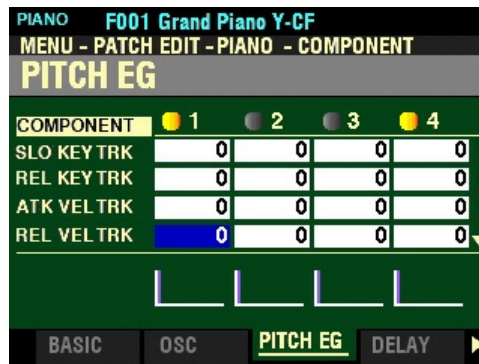 PIANO F001 Grand Piano Y-CF
MENU - PATCH EDIT - PIANO - COMPONENT
PITCH EG
COMPONENT 1 2 3 4
SLO KEY TRK 0 0 0 0
REL KEY TRK 0 0 0 0
ATK VEL TRK 0 0 0 0
REL VEL TRK 0 0 0 0
BASIC OSC PITCH EG DELAY